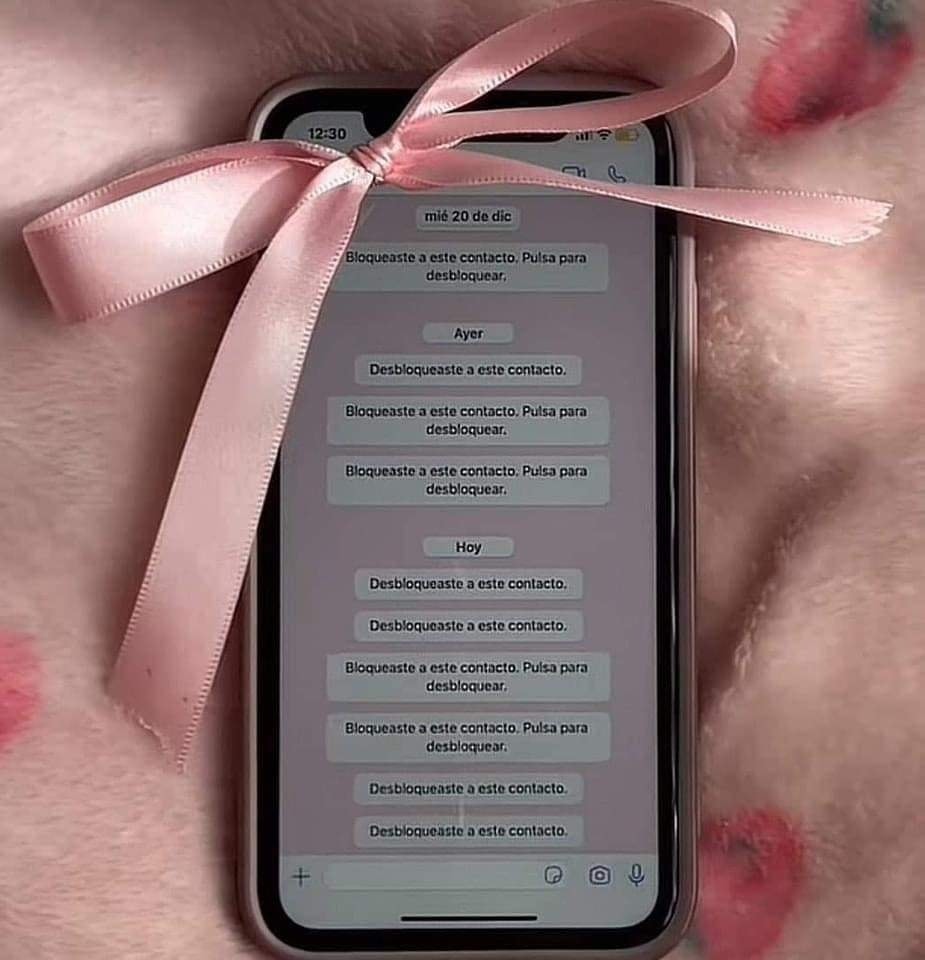 12:30
mié 20 de dic
Bloqueaste a este contacto. Pulsa para
desbloquear.
Ayer
Desbloqueaste a este contacto.
Bloqueaste a este contacto. Pulsa para
desbloquear.
Bloqueaste a este contacto. Pulsa para
desbloquear.
Hoy
Desbloqueaste a este contacto.
Desbloqueaste a este contacto.
Bloqueaste a este contacto. Pulsa para
desbloquear.
Bloqueaste a este contacto. Pulsa para
desbloquear.
Desbloqueaste a este contacto.
Desbloqueaste a este contacto.